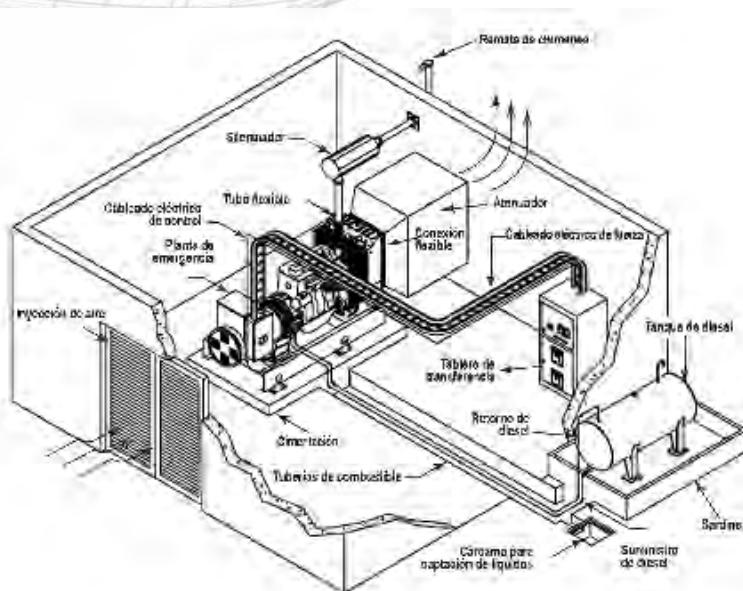 Remate de chimenea
Silenciador
Tubo flexible
Atenuador
Cableado eléctrico
de control
Conexión
flexible
Cableado eléctrico de fuerza
Planta de
emergencia
Inyección de aire
Tanque de diesel
Tablero de
transferencia
Retorno de
diesel
Cimentación
Tuberías de combustible
Sardinel
Cárcamo para
captación de líquidos
Suministro
de diesel